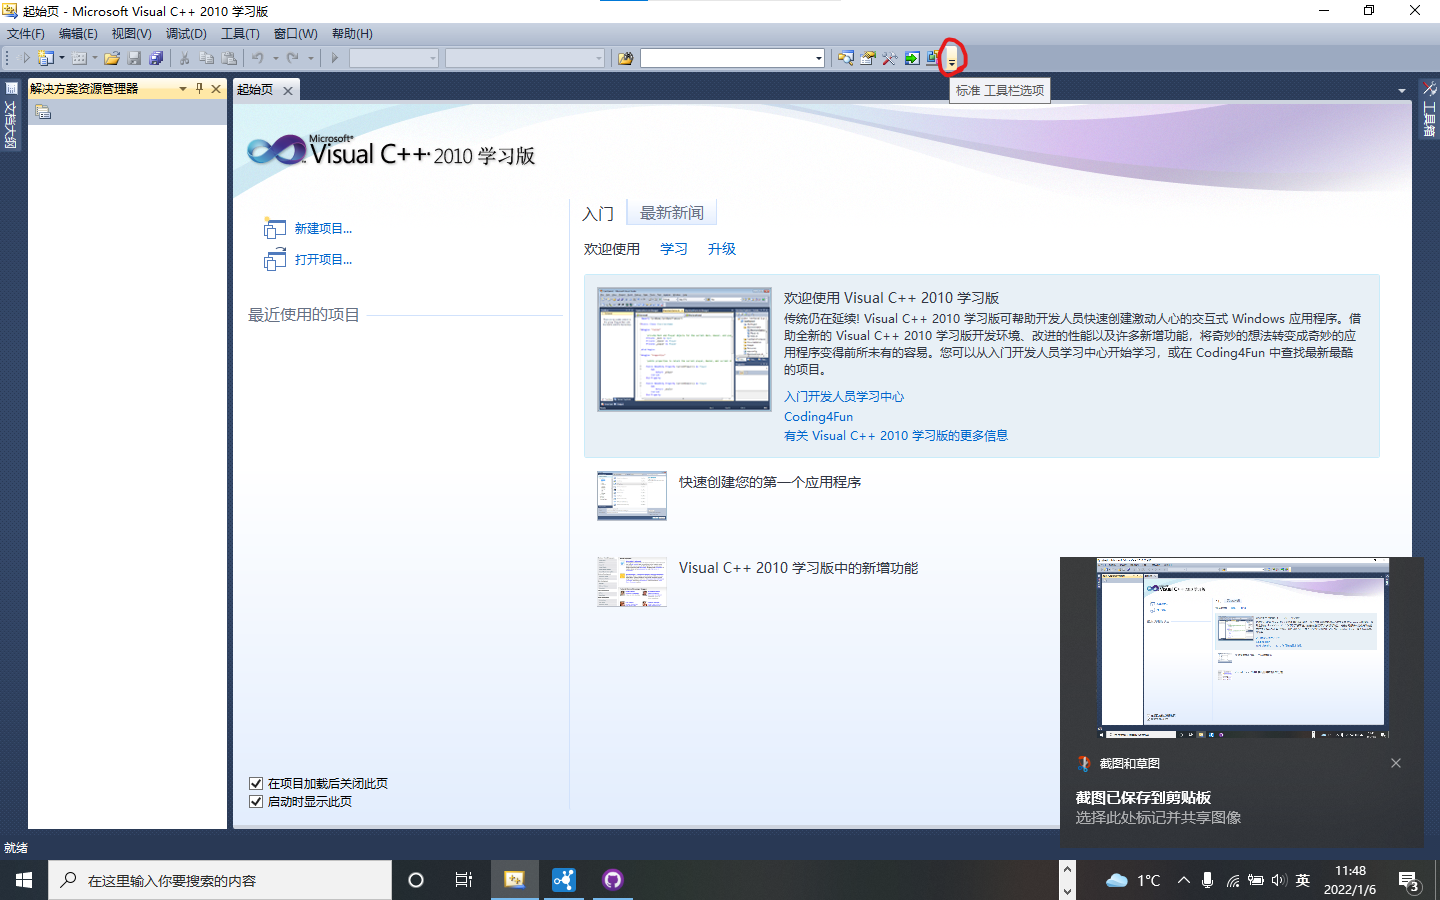 起始页 - Microsoft Visual C++ 2010 学习版
文件(F) 编辑(E) 视图(V) 调试(D) 工具(T) 窗口(W) 帮助(H)
标准 工具栏选项
文档大纲
解决方案资源管理器
起始页
工具箱
Microsoft®
Visual C++ 2010 学习版
新建项目...
打开项目...
最近使用的项目
入门 最新新闻
欢迎使用 学习 升级
欢迎使用 Visual C++ 2010 学习版
传统仍在延续! Visual C++ 2010 学习版可帮助开发人员快速创建激动人心的交互式 Windows 应用程序。借
助全新的 Visual C++ 2010 学习版开发环境、改进的性能以及许多新增功能，将奇妙的想法转变成奇妙的应
用程序变得前所未有的容易。您可以从入门开发人员学习中心开始学习，或在 Coding4Fun 中查找最新最酷
的项目。
入门开发人员学习中心
Coding4Fun
有关 Visual C++ 2010 学习版的更多信息
快速创建您的第一个应用程序
Visual C++ 2010 学习版中的新增功能
在项目加载后关闭此页
启动时显示此页
截图和草图
截图已保存到剪贴板
选择此处标记并共享图像
就绪
在这里输入你要搜索的内容
1°C
英
11:48
2022/1/6
3